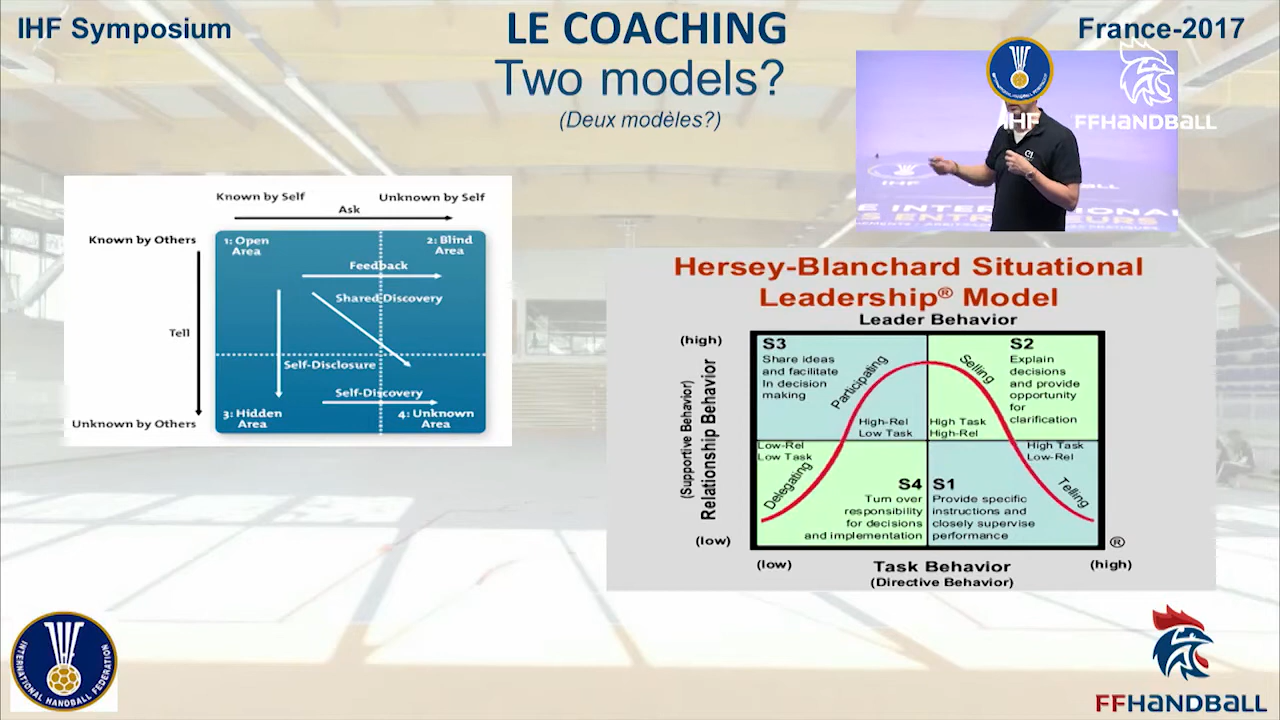 IHF Symposium
LE COACHING
France-2017
Two models?
(Deux modèles?)
IHF
FFHANDBALL
IHF
Known by Self
Unknown by Self
Ask
Known by Others
Tell
Unknown by Others
1: Open
Area
2: Blind
Area
Feedback
Shared Discovery
Self-Disclosure
Self-Discovery
3: Hidden
Area
4: Unknown
Area
Hersey-Blanchard Situational
Leadership® Model
Leader Behavior
(high)
(Supportive Behavior)
Relationship Behavior
(low)
S3
Share ideas
and facilitate
In decision
making
Participating
High-Rel
Low Task
S2
Explain
decisions
and provide
opportunity
for
clarification
Selling
High Task
High-Rel
Low-Rel
Low Task
Delegating
S4
Turn over
responsibility
for decisions
and implementation
High Task
Low-Rel
Telling
S1
Provide specific
instructions and
closely supervise
performance
®
(low)
Task Behavior
(high)
(Directive Behavior)
INTERNATIONAL HANDBALL FEDERATION
FFHANDBALL